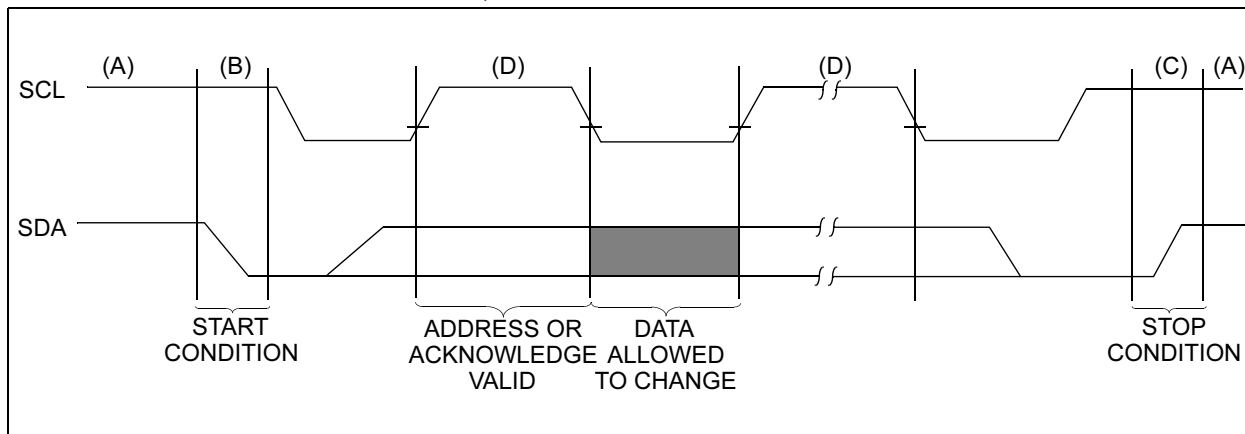 (A) (B) (D) (D) (C) (A)
SCL
SDA
START
CONDITION
ADDRESS OR
ACKNOWLEDGE
VALID
DATA
ALLOWED
TO CHANGE
STOP
CONDITION